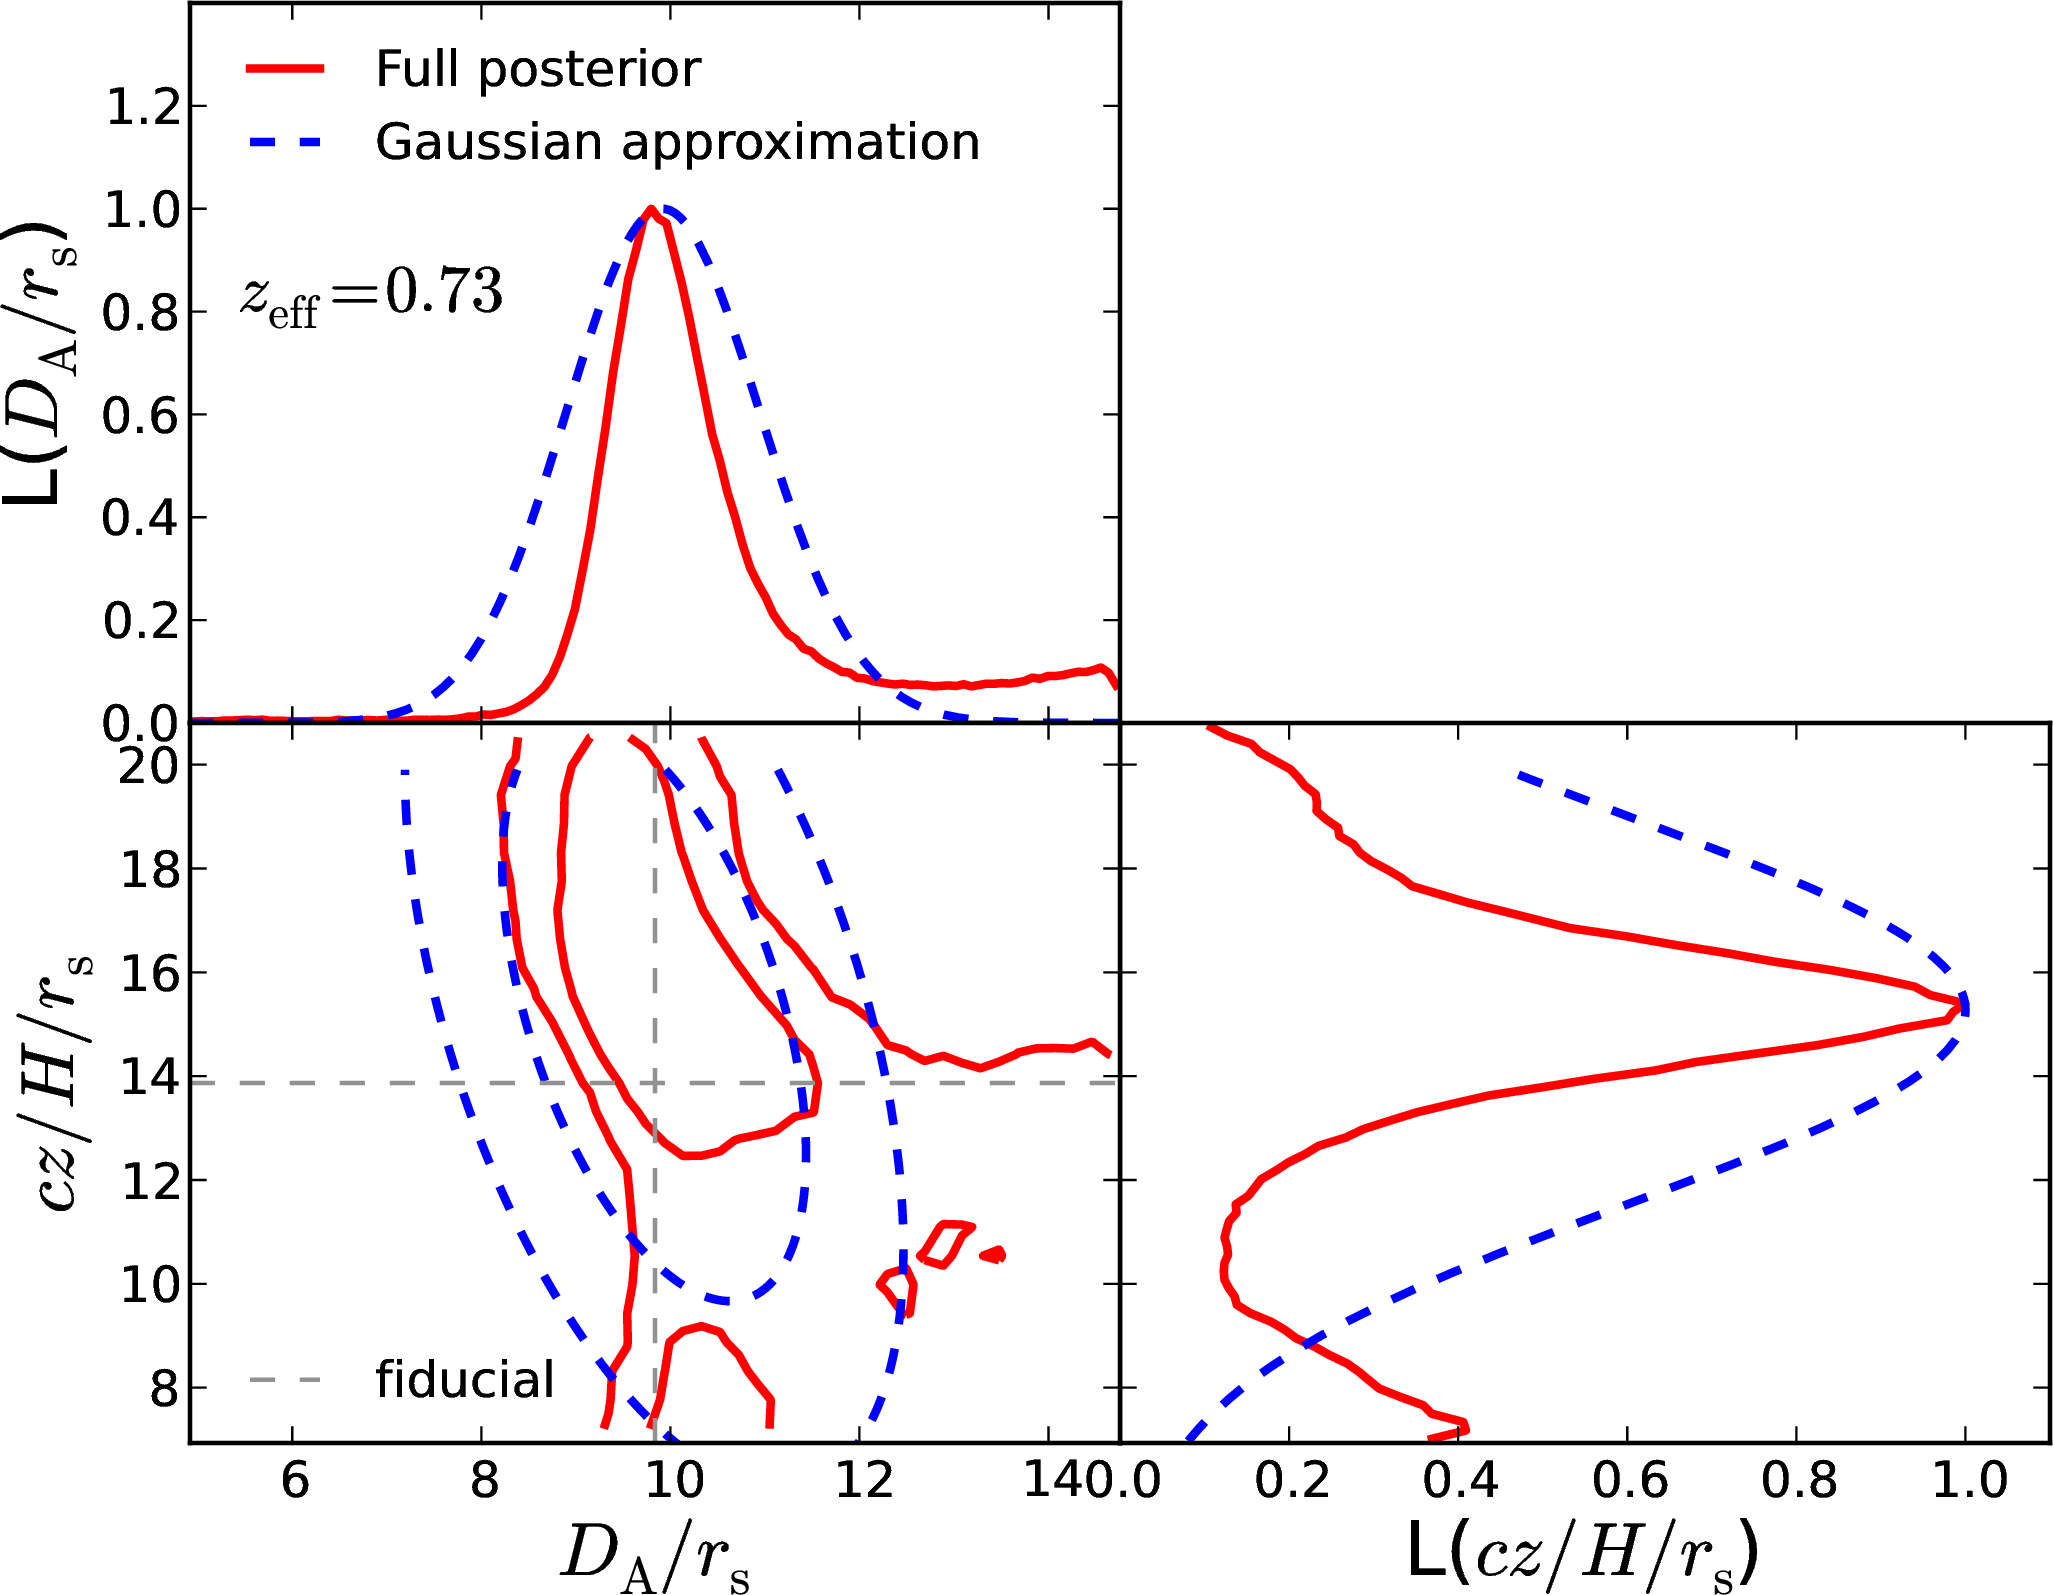 Full posterior
Gaussian approximation
z_eff=0.73
L(D_A/r_s)
1.2
1.0
0.8
0.6
0.4
0.2
0.0
cz/H/r_s
20
18
16
14
12
10
8
fiducial
6 8 10 12 14
D_A/r_s
0.0 0.2 0.4 0.6 0.8 1.0
L(cz/H/r_s)